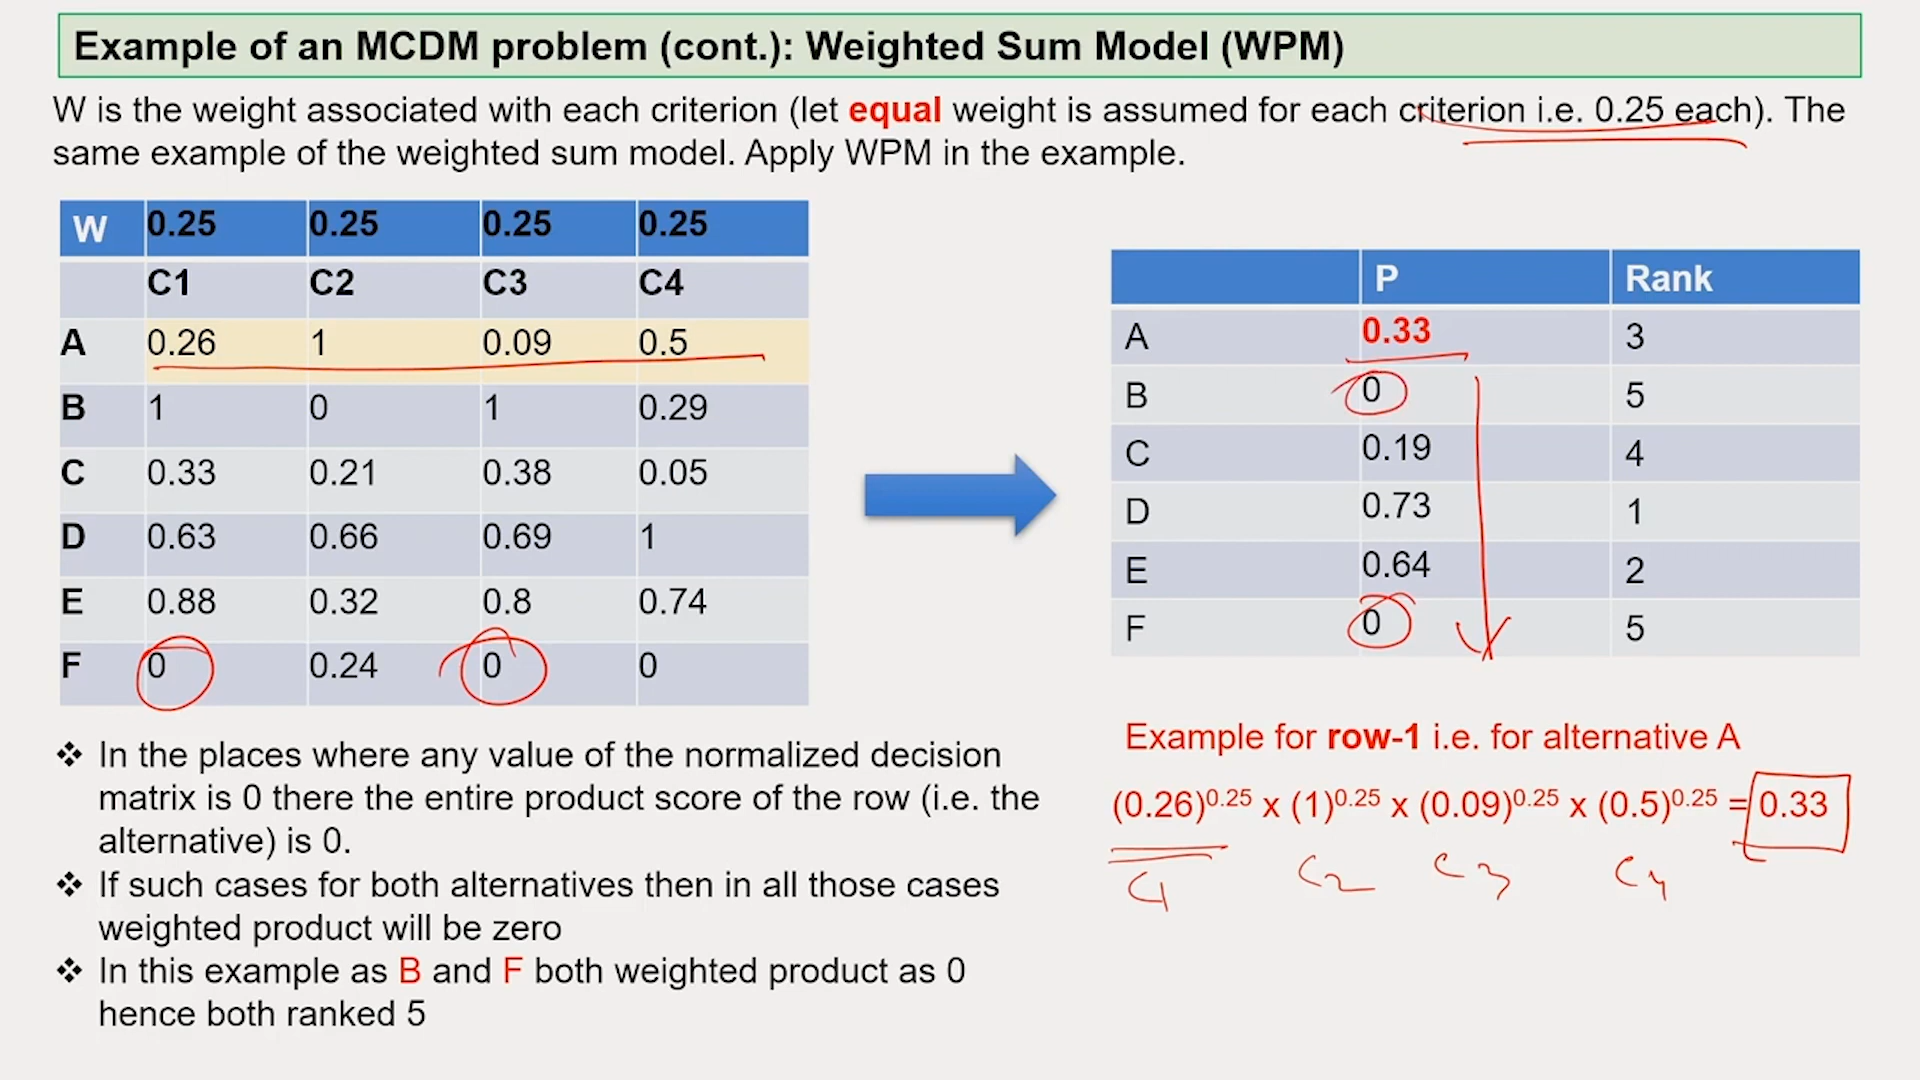 Example of an MCDM problem (cont.): Weighted Sum Model (WPM)
W is the weight associated with each criterion (let equal weight is assumed for each criterion i.e. 0.25 each). The
same example of the weighted sum model. Apply WPM in the example.
W 0.25 0.25 0.25 0.25
C1 C2 C3 C4
A 0.26 1 0.09 0.5
B 1 0 1 0.29
C 0.33 0.21 0.38 0.05
D 0.63 0.66 0.69 1
E 0.88 0.32 0.8 0.74
F 0 0.24 0 0
P Rank
A 0.33 3
B 0 5
C 0.19 4
D 0.73 1
E 0.64 2
F 0 5
❖ In the places where any value of the normalized decision
matrix is 0 there the entire product score of the row (i.e. the
alternative) is 0.
❖ If such cases for both alternatives then in all those cases
weighted product will be zero
❖ In this example as B and F both weighted product as 0
hence both ranked 5
Example for row-1 i.e. for alternative A
(0.26)^0.25 x (1)^0.25 x (0.09)^0.25 x (0.5)^0.25 = 0.33
C1 C2 C3 C4